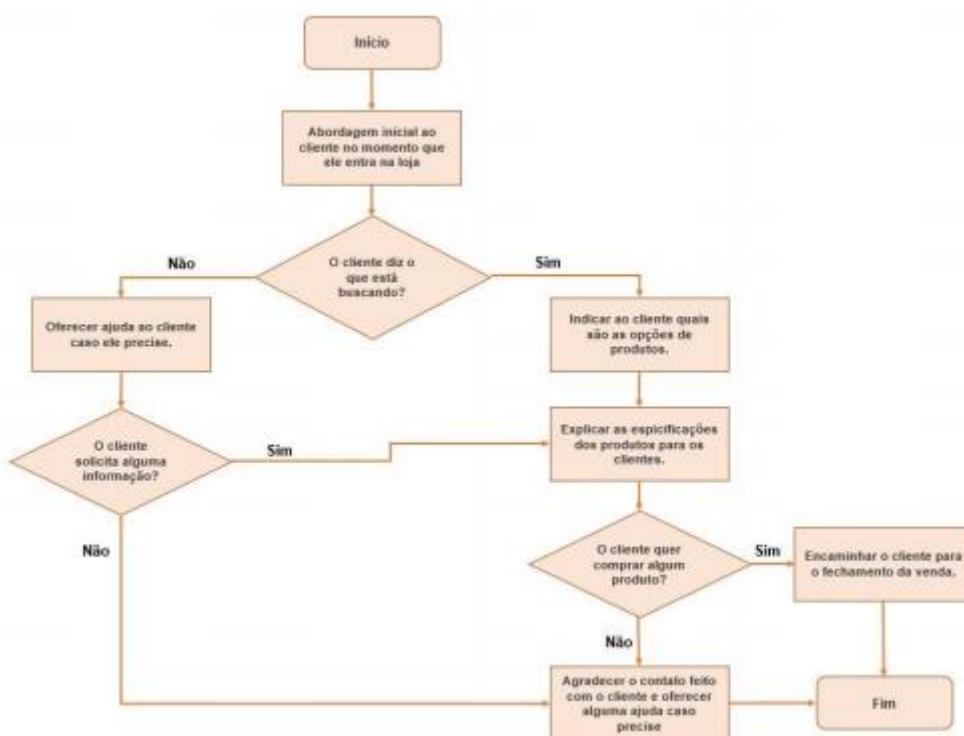 Início
Abordagem inicial ao
cliente no momento que
ele entra na loja
O cliente diz o
que está
buscando?
Não
Sim
Oferecer ajuda ao cliente
caso ele precise.
Indicar ao cliente quais
são as opções de
produtos.
O cliente
solicita alguma
informação?
Sim
Explicar as espicificações
dos produtos para os
clientes.
Não
O cliente quer
comprar algum
produto?
Sim
Encaminhar o cliente para
o fechamento da venda.
Não
Agradecer o contato feito
com o cliente e oferecer
alguma ajuda caso
precise
Fim